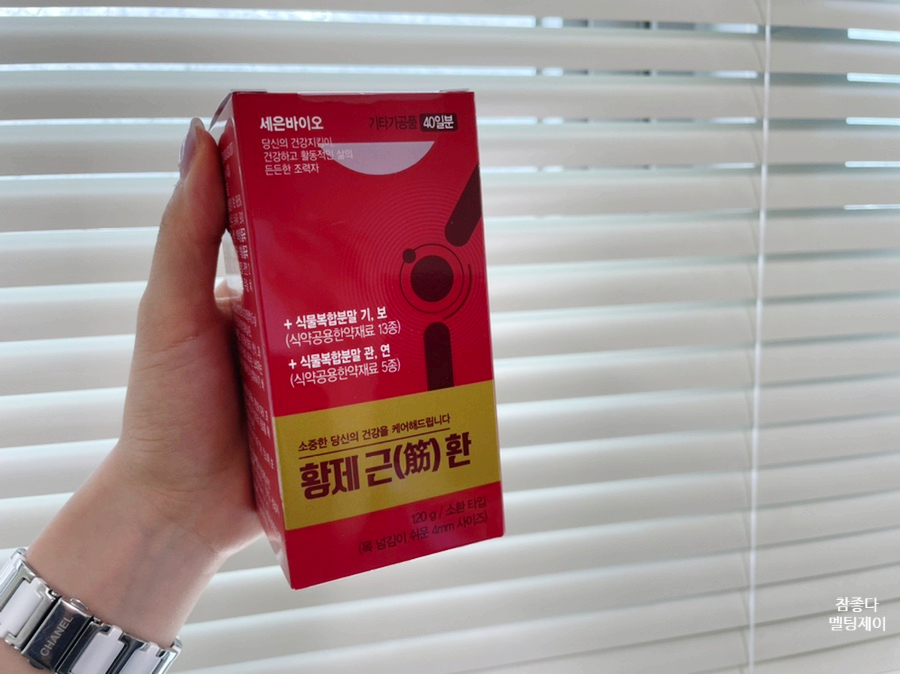 세은바이오
기타가공품 40일분
당신의 건강지킴이
건강하고 활동적인 삶의
든든한 조력자
+ 식물복합분말 기, 보
(식약공용한약재료 13종)
+ 식물복합분말 관, 연
(식약공용한약재료 5종)
소중한 당신의 건강을 케어해드립니다
황제 근(筋) 환
120 g / 소환 타입
(목 넘김이 쉬운 4mm 사이즈)
CHANEL
참좋다
멜팅제이